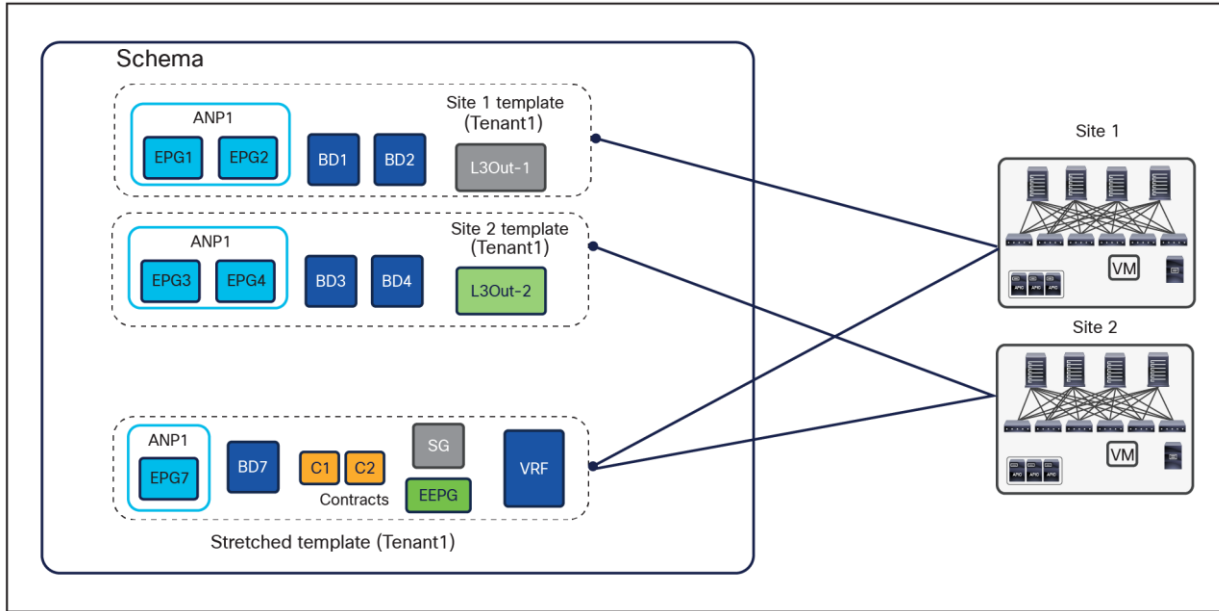 Schema
ANP1
EPG1
EPG2
BD1
BD2
Site 1 template
(Tenant1)
L3Out-1
ANP1
EPG3
EPG4
BD3
BD4
Site 2 template
(Tenant1)
L3Out-2
ANP1
EPG7
BD7
C1
C2
Contracts
SG
EEPG
VRF
Stretched template (Tenant1)
Site 1
VM
Site 2
VM